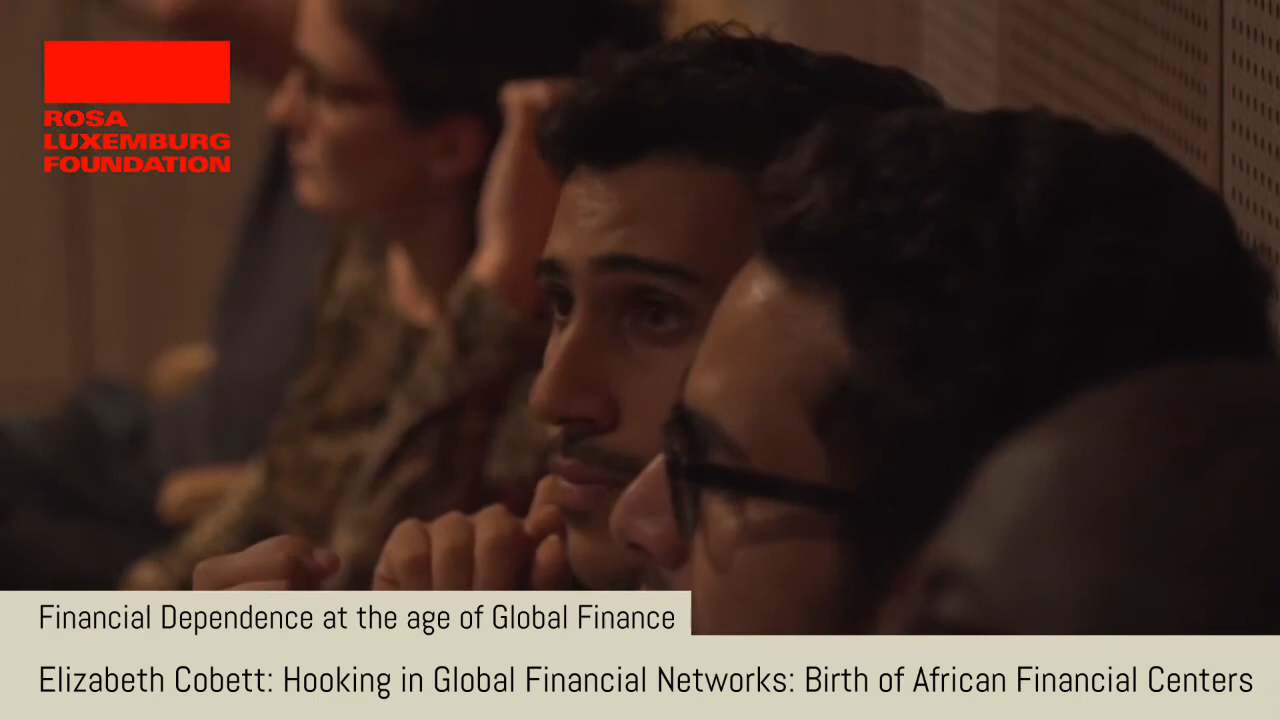 ROSA
LUXEMBURG
FOUNDATION
Financial Dependence at the age of Global Finance
Elizabeth Cobett: Hooking in Global Financial Networks: Birth of African Financial Centers